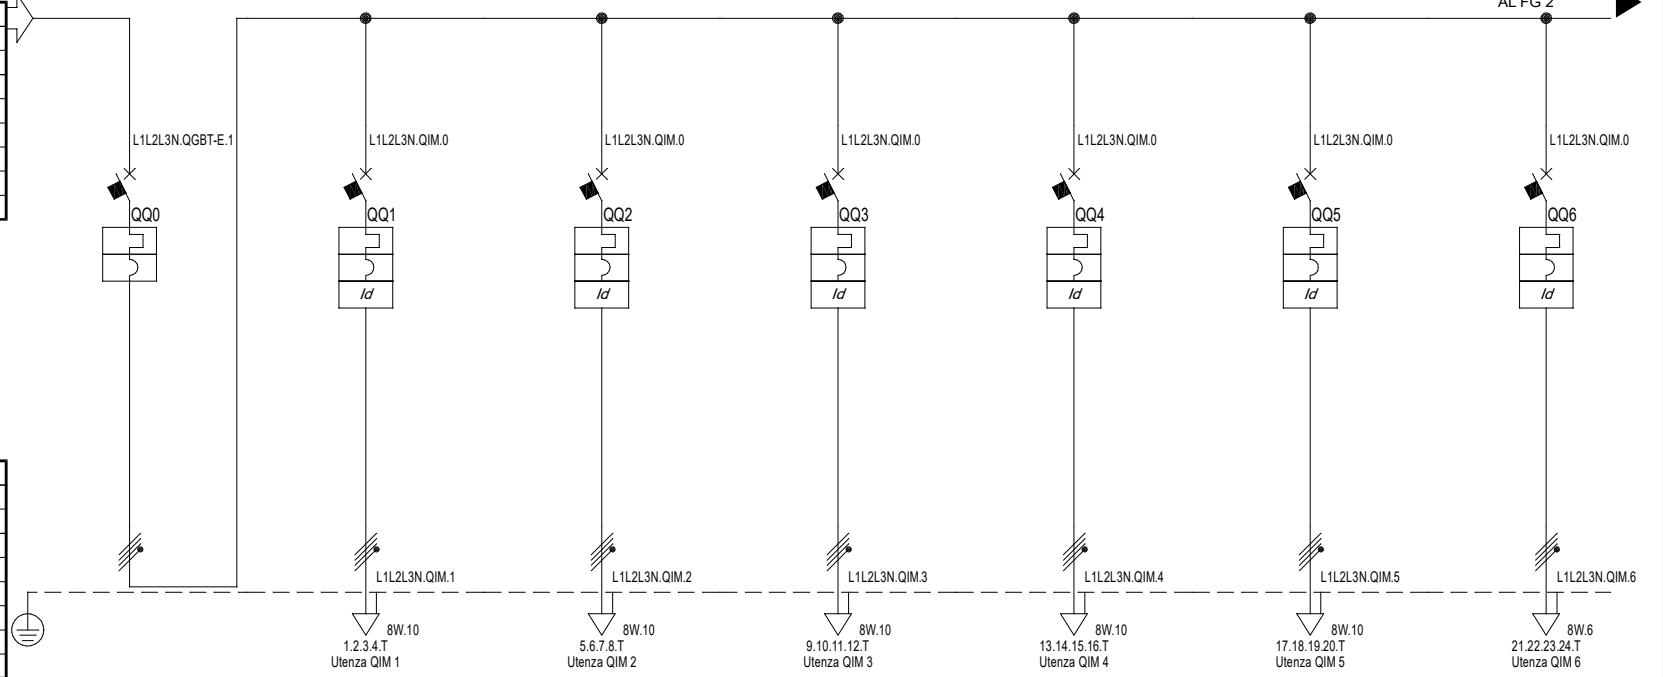 AL FG 2
L1L2L3N.QGBT-E.1
L1L2L3N.QIM.0
L1L2L3N.QIM.0
L1L2L3N.QIM.0
L1L2L3N.QIM.0
L1L2L3N.QIM.0
L1L2L3N.QIM.0
QQ0
QQ1
QQ2
QQ3
QQ4
QQ5
QQ6
Id
Id
Id
Id
Id
Id
L1L2L3N.QIM.1
L1L2L3N.QIM.2
L1L2L3N.QIM.3
L1L2L3N.QIM.4
L1L2L3N.QIM.5
L1L2L3N.QIM.6
8W.10
8W.10
8W.10
8W.10
8W.10
8W.6
1.2.3.4.T
5.6.7.8.T
9.10.11.12.T
13.14.15.16.T
17.18.19.20.T
21.22.23.24.T
Utenza QIM 1
Utenza QIM 2
Utenza QIM 3
Utenza QIM 4
Utenza QIM 5
Utenza QIM 6